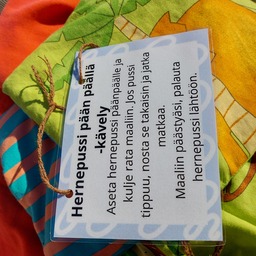 Hernepussi pään päällä
-kävely
Aseta hernepussi päänpäälle ja
kulje rata maaliin. Jos pussi
tippuu, nosta se takaisin ja jatka
matkaa.
Maaliin päästyäsi, palauta
hernepussi lähtöön.